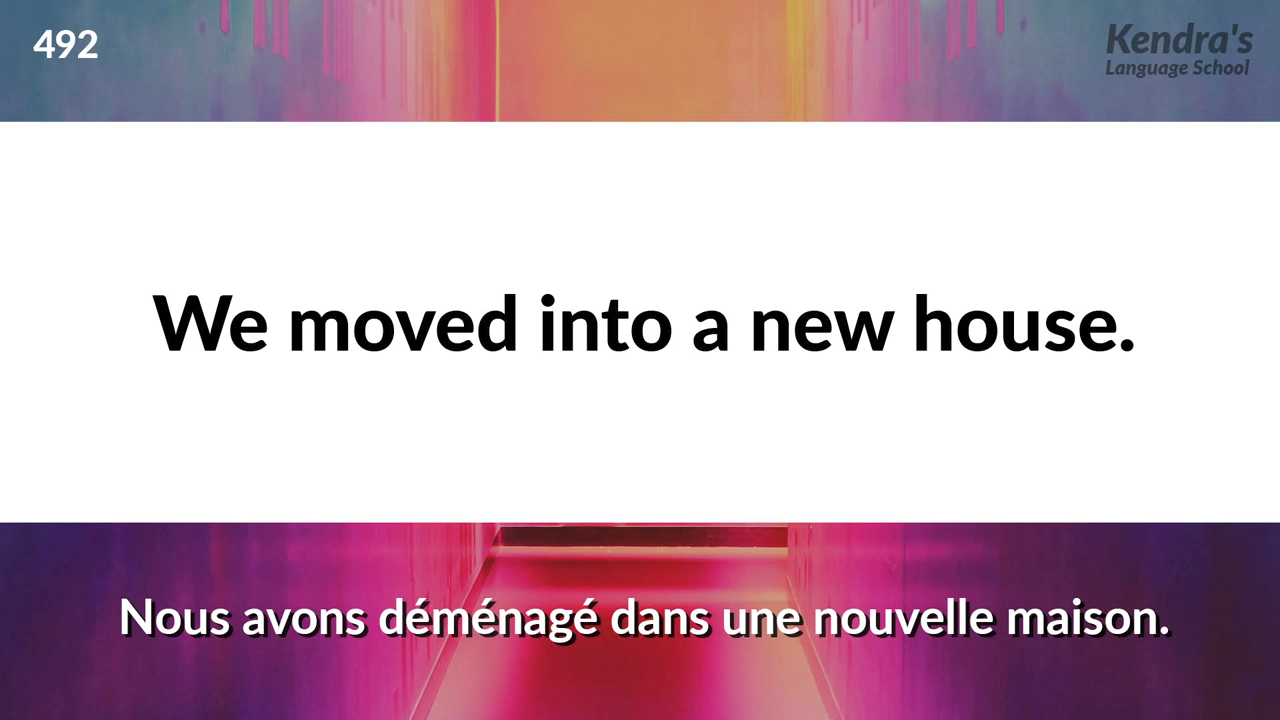 492
Kendra's
Language School
We moved into a new house.
Nous avons déménagé dans une nouvelle maison.